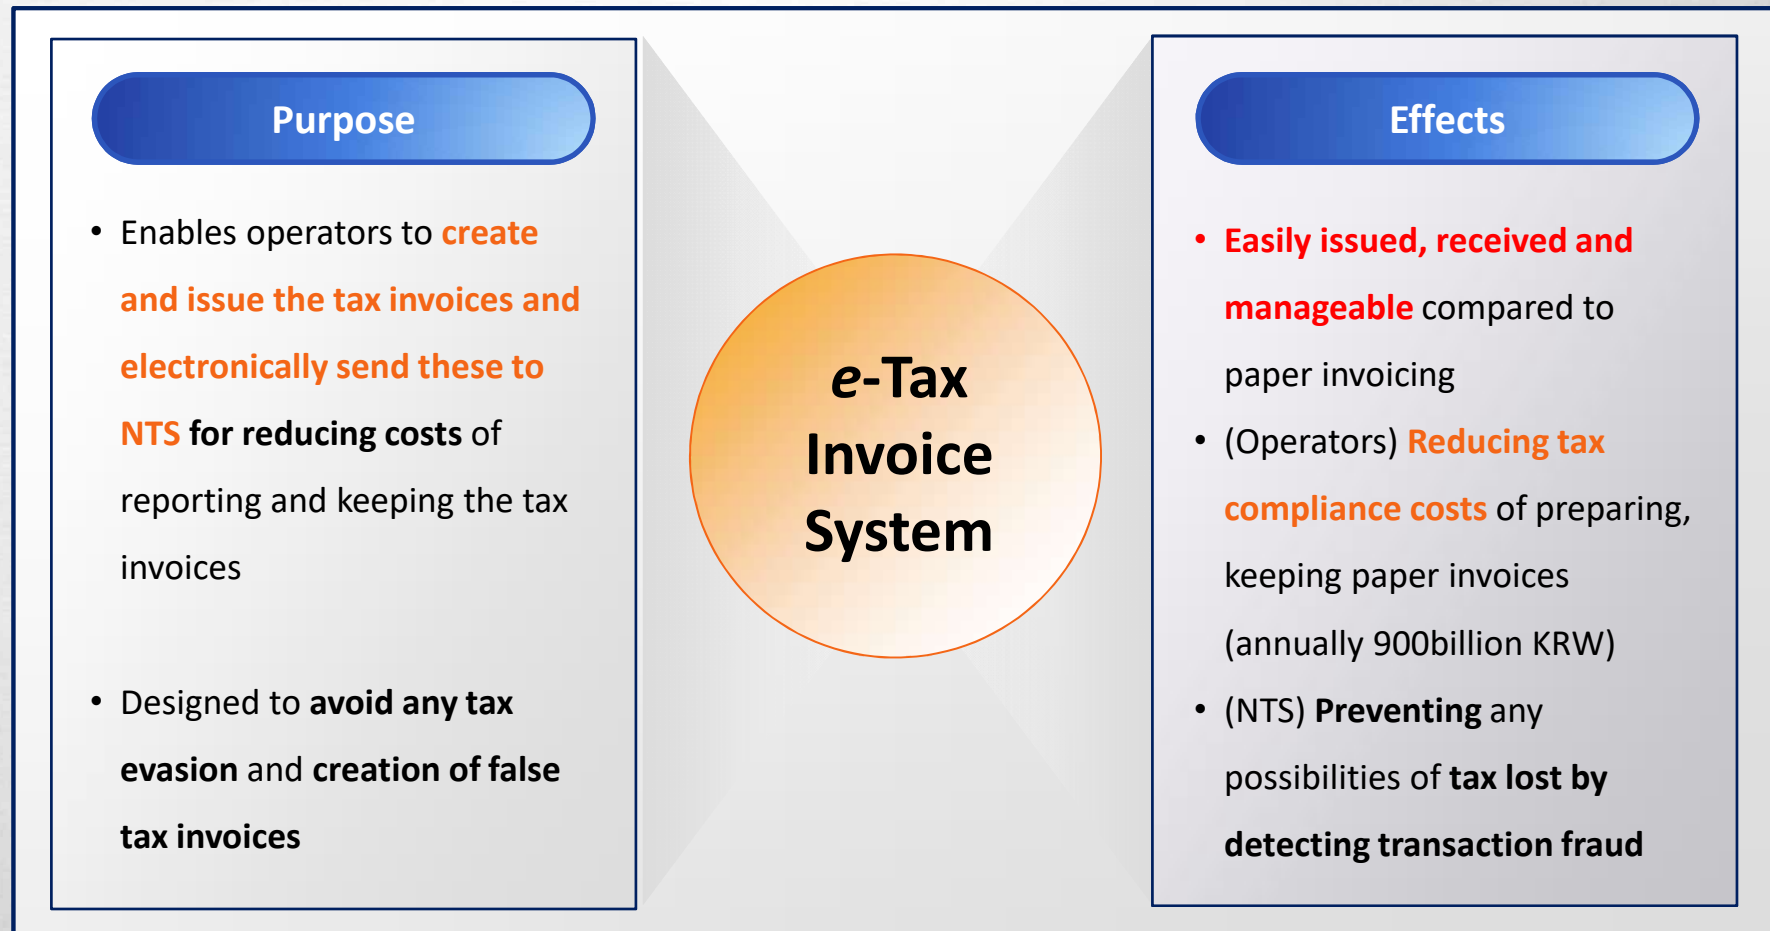 Purpose
• Enables operators to create
and issue the tax invoices and
electronically send these to
NTS for reducing costs of
reporting and keeping the tax
invoices
• Designed to avoid any tax
evasion and creation of false
tax invoices
e-Tax
Invoice
System
Effects
• Easily issued, received and
manageable compared to
paper invoicing
• (Operators) Reducing tax
compliance costs of preparing,
keeping paper invoices
(annually 900billion KRW)
• (NTS) Preventing any
possibilities of tax lost by
detecting transaction fraud